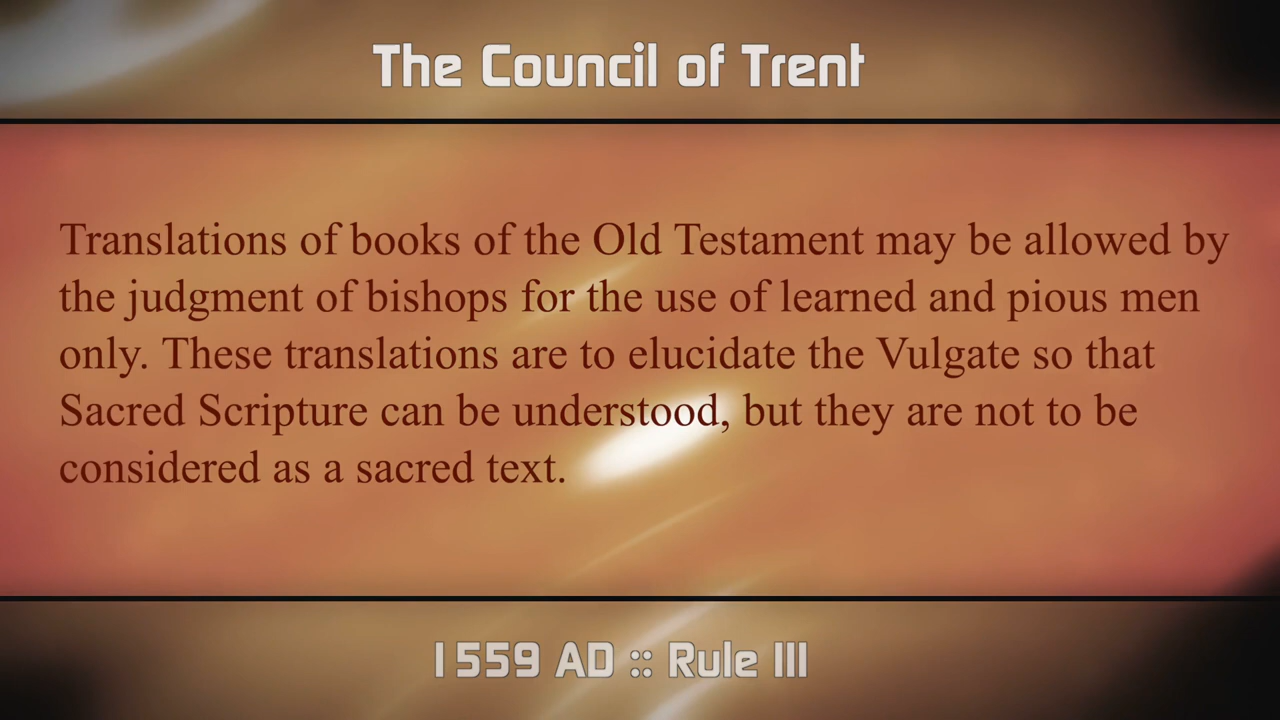 The Council of Trent
Translations of books of the Old Testament may be allowed by
the judgment of bishops for the use of learned and pious men
only. These translations are to elucidate the Vulgate so that
Sacred Scripture can be understood, but they are not to be
considered as a sacred text.
1559 AD :: Rule III